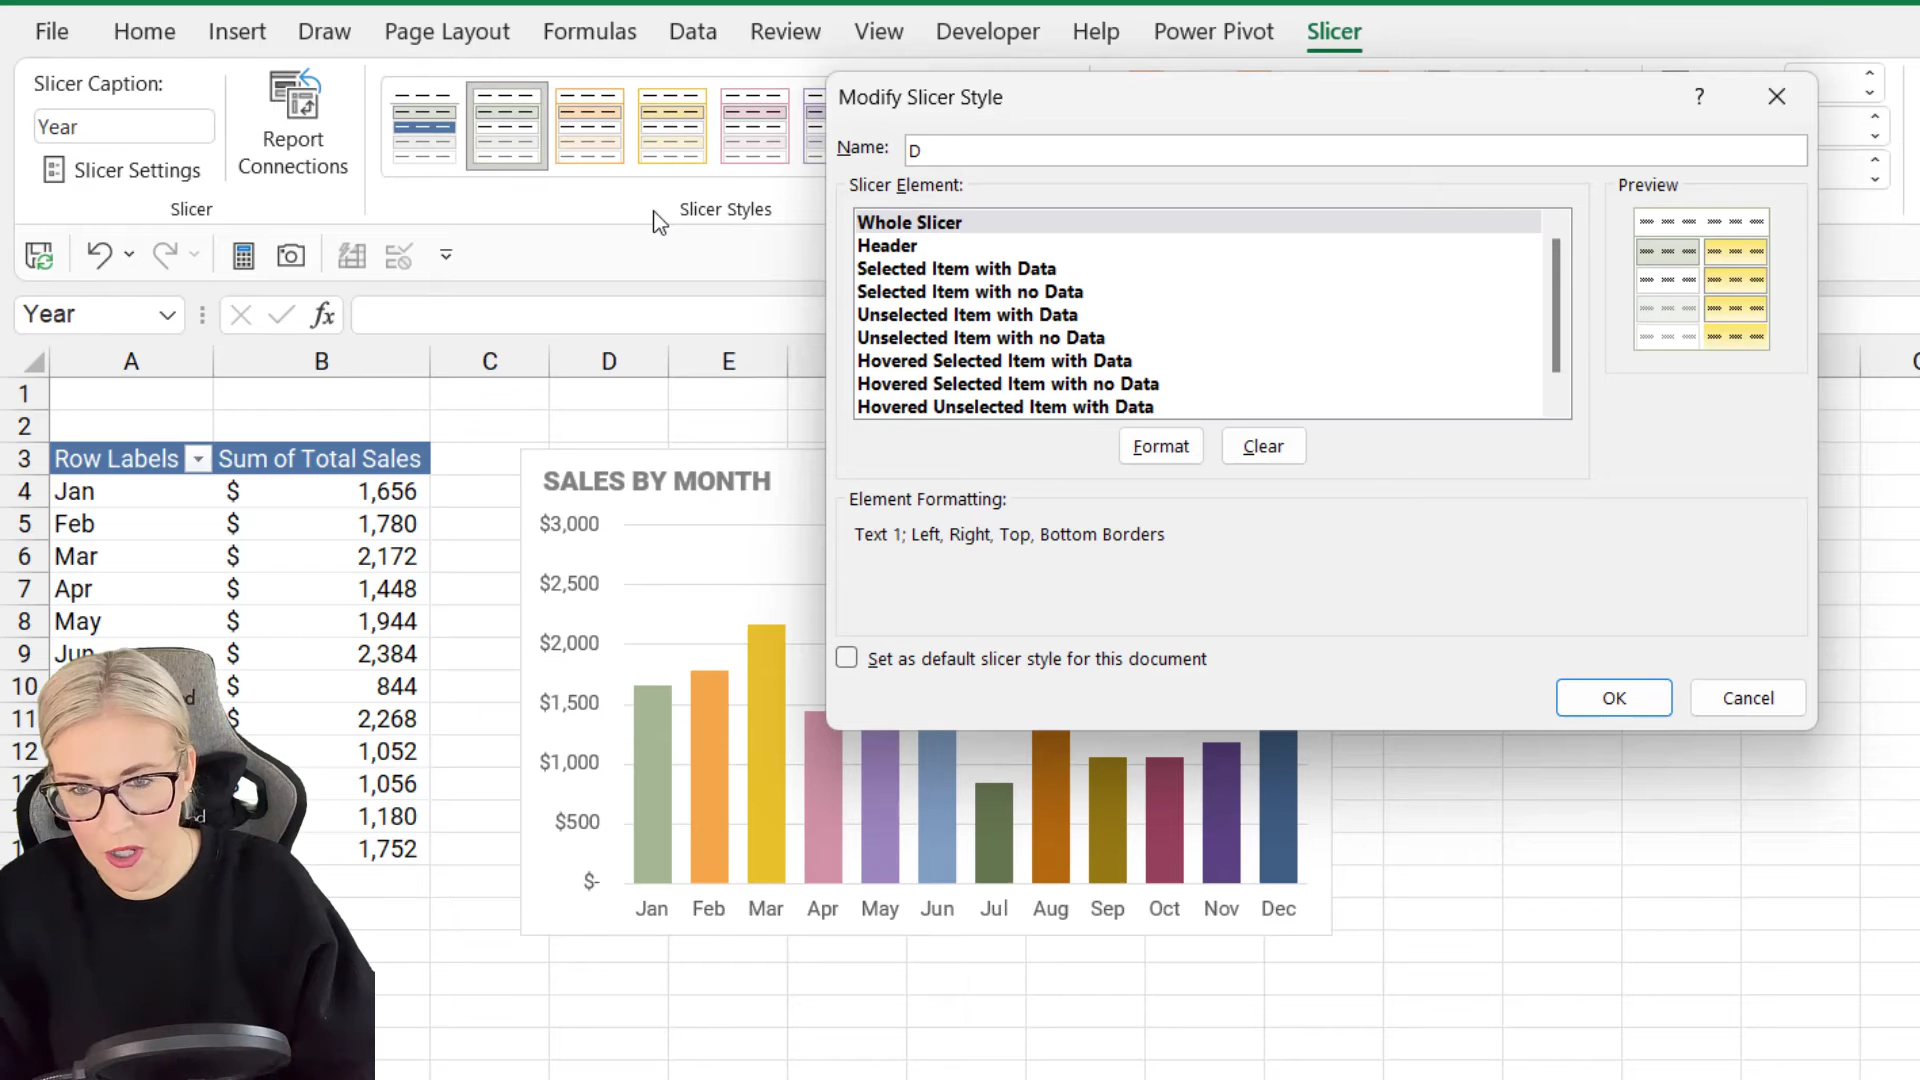 File Home Insert Draw Page Layout Formulas Data Review View Developer Help Power Pivot Slicer
Slicer Caption:
Year
Slicer Settings
Report
Connections
Slicer
Slicer Styles
Modify Slicer Style ?
Name: D
Slicer Element:
Whole Slicer
Header
Selected Item with Data
Selected Item with no Data
Unselected Item with Data
Unselected Item with no Data
Hovered Selected Item with Data
Hovered Selected Item with no Data
Hovered Unselected Item with Data
Preview
Format Clear
Element Formatting:
Text 1; Left, Right, Top, Bottom Borders
Set as default slicer style for this document
OK Cancel
Year fx
A B C D E
1
2
3 Row Labels Sum of Total Sales
4 Jan $ 1,656
5 Feb $ 1,780
6 Mar $ 2,172
7 Apr $ 1,448
8 May $ 1,944
9 Jun $ 2,384
10 $ 844
11 $ 2,268
12 1,052
1,056
1,180
1,752
SALES BY MONTH
$3,000
$2,500
$2,000
$1,500
$1,000
$500
$-
Jan Feb Mar Apr May Jun Jul Aug Sep Oct Nov Dec